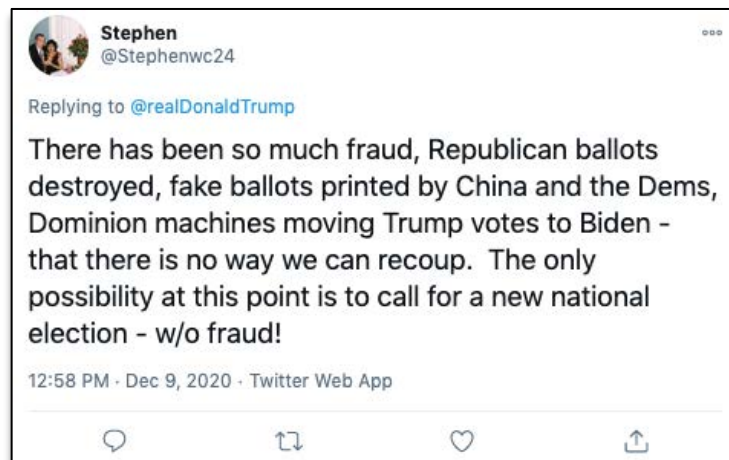 Stephen
@Stephenwc24
Replying to @realDonaldTrump
There has been so much fraud, Republican ballots
destroyed, fake ballots printed by China and the Dems,
Dominion machines moving Trump votes to Biden -
that there is no way we can recoup.  The only
possibility at this point is to call for a new national
election - w/o fraud!
12:58 PM · Dec 9, 2020 · Twitter Web App